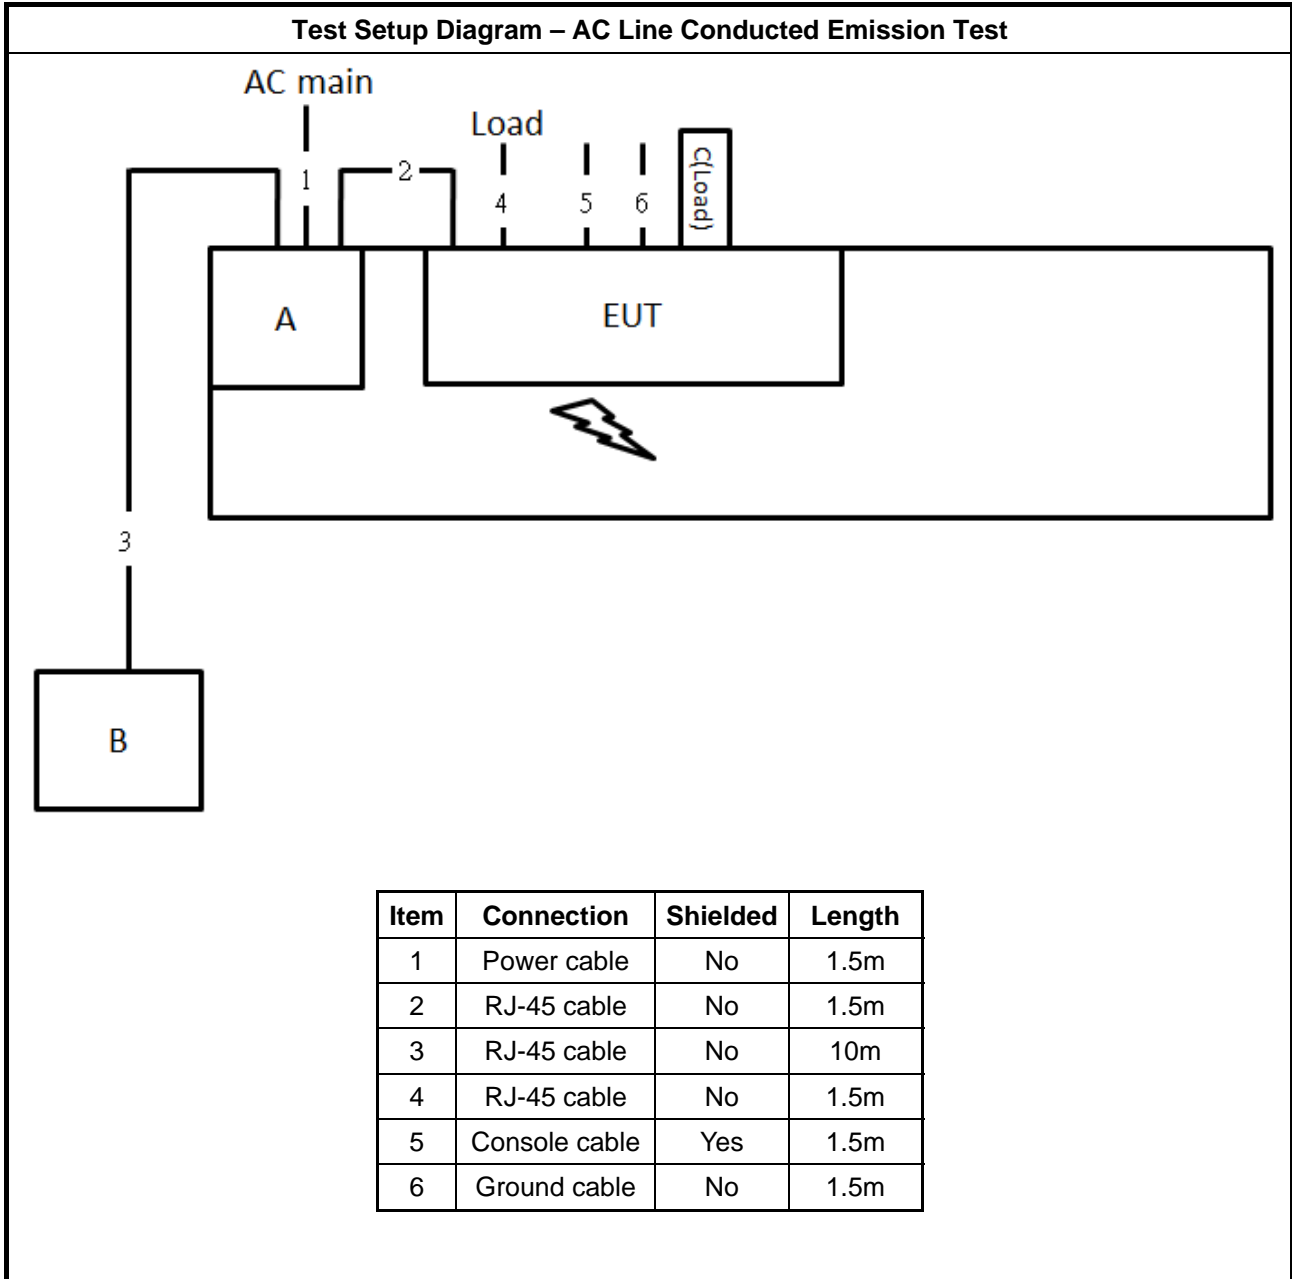 Test Setup Diagram – AC Line Conducted Emission Test
AC main
Load
1
2
4
5
6
C(Load)
A
EUT
3
B
Item Connection Shielded Length
1 Power cable No 1.5m
2 RJ-45 cable No 1.5m
3 RJ-45 cable No 10m
4 RJ-45 cable No 1.5m
5 Console cable Yes 1.5m
6 Ground cable No 1.5m